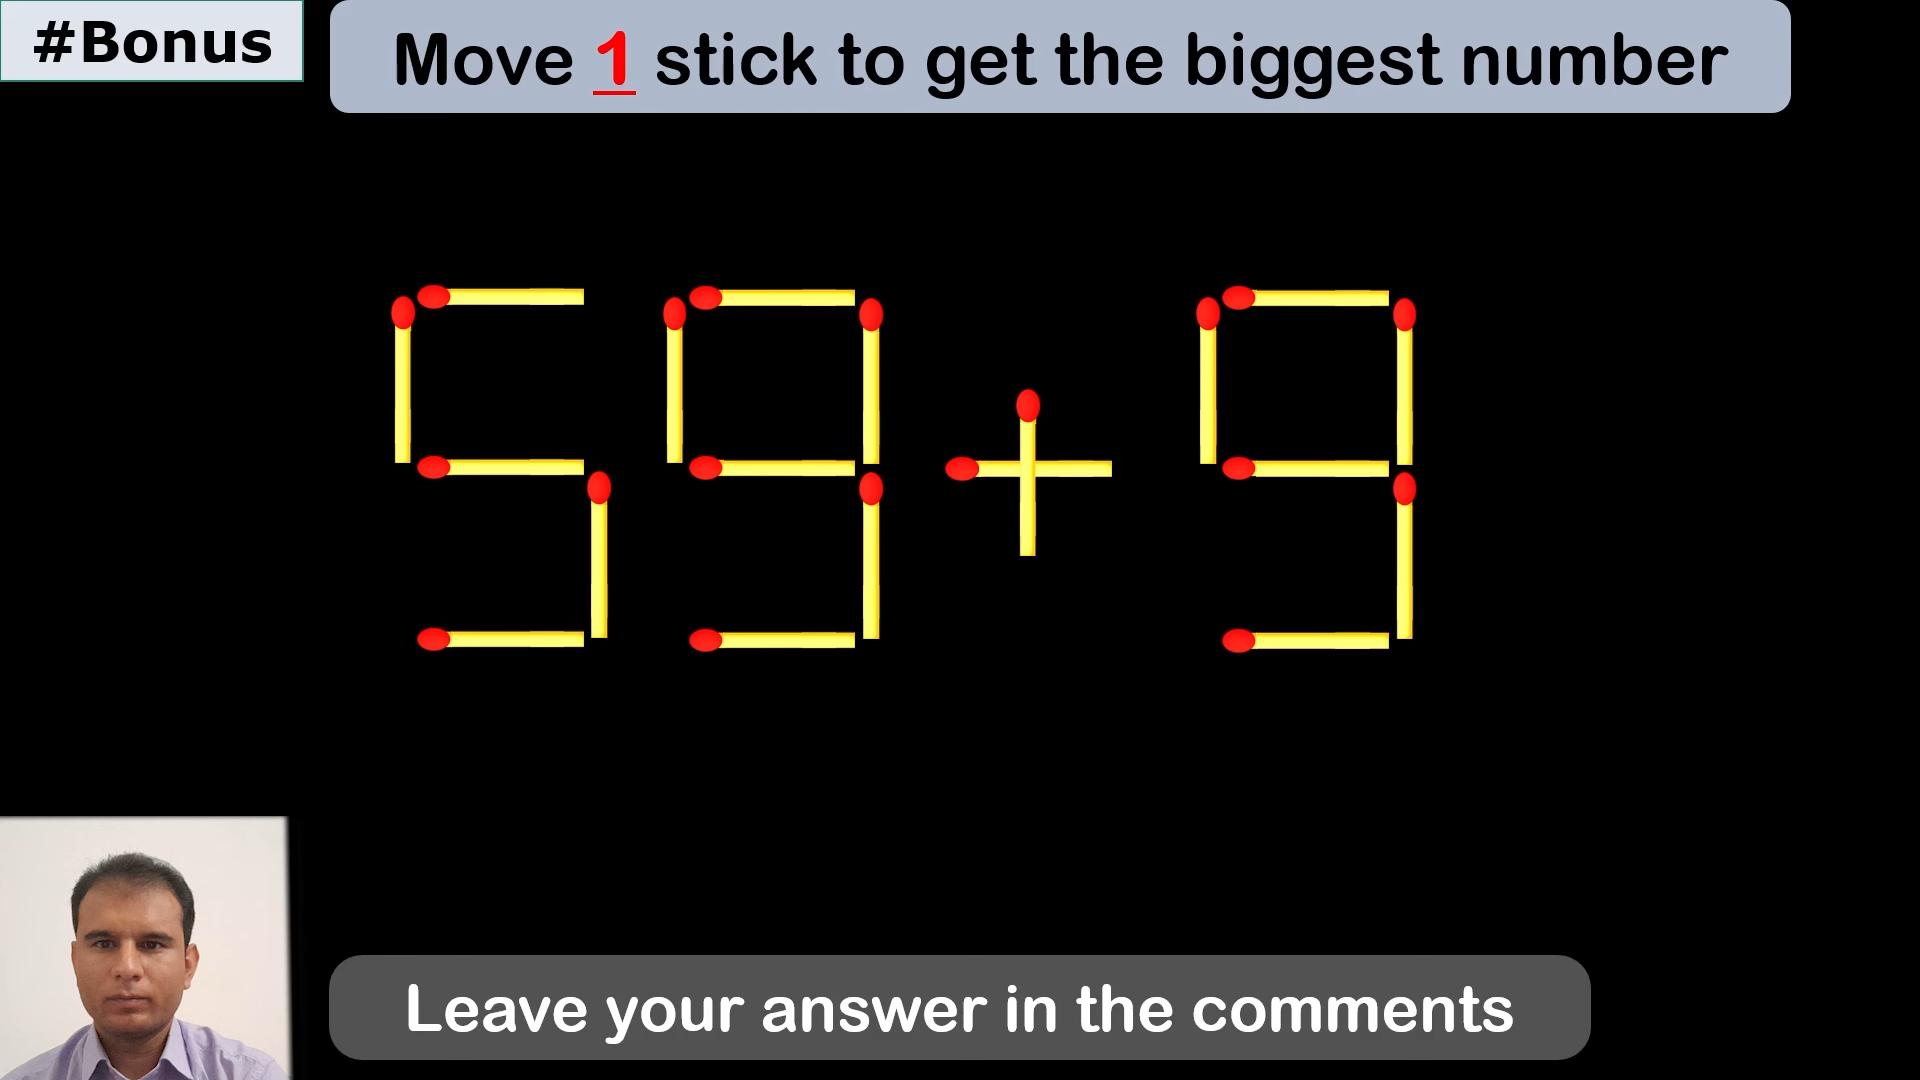 #Bonus
Move 1 stick to get the biggest number
59+9
Leave your answer in the comments